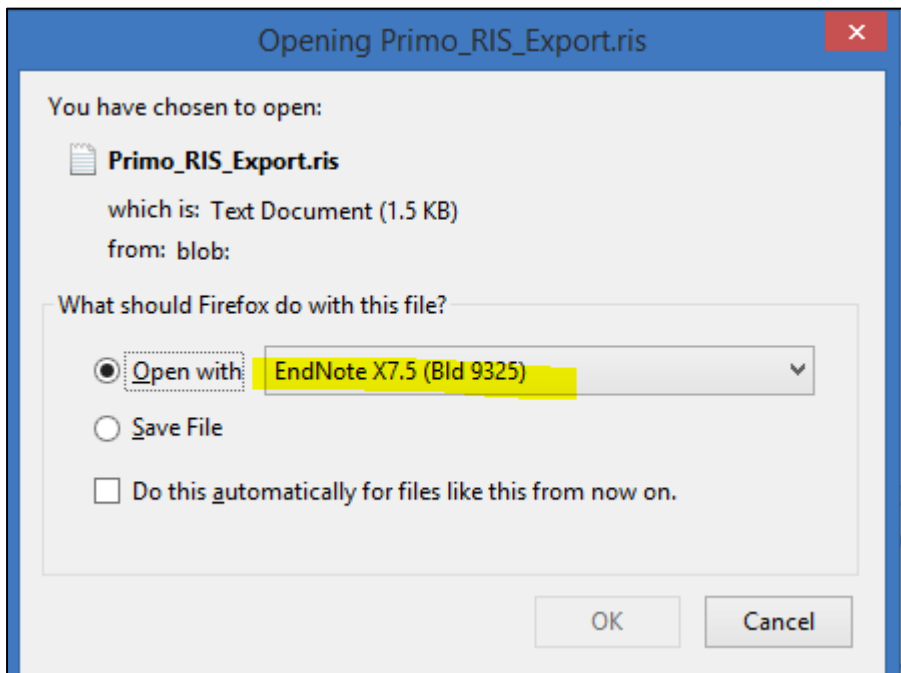 Opening Primo_RIS_Export.ris
You have chosen to open:
Primo_RIS_Export.ris
which is: Text Document (1.5 KB)
from: blob:
What should Firefox do with this file?
Open with EndNote X7.5 (Bld 9325)
Save File
Do this automatically for files like this from now on.
OK Cancel